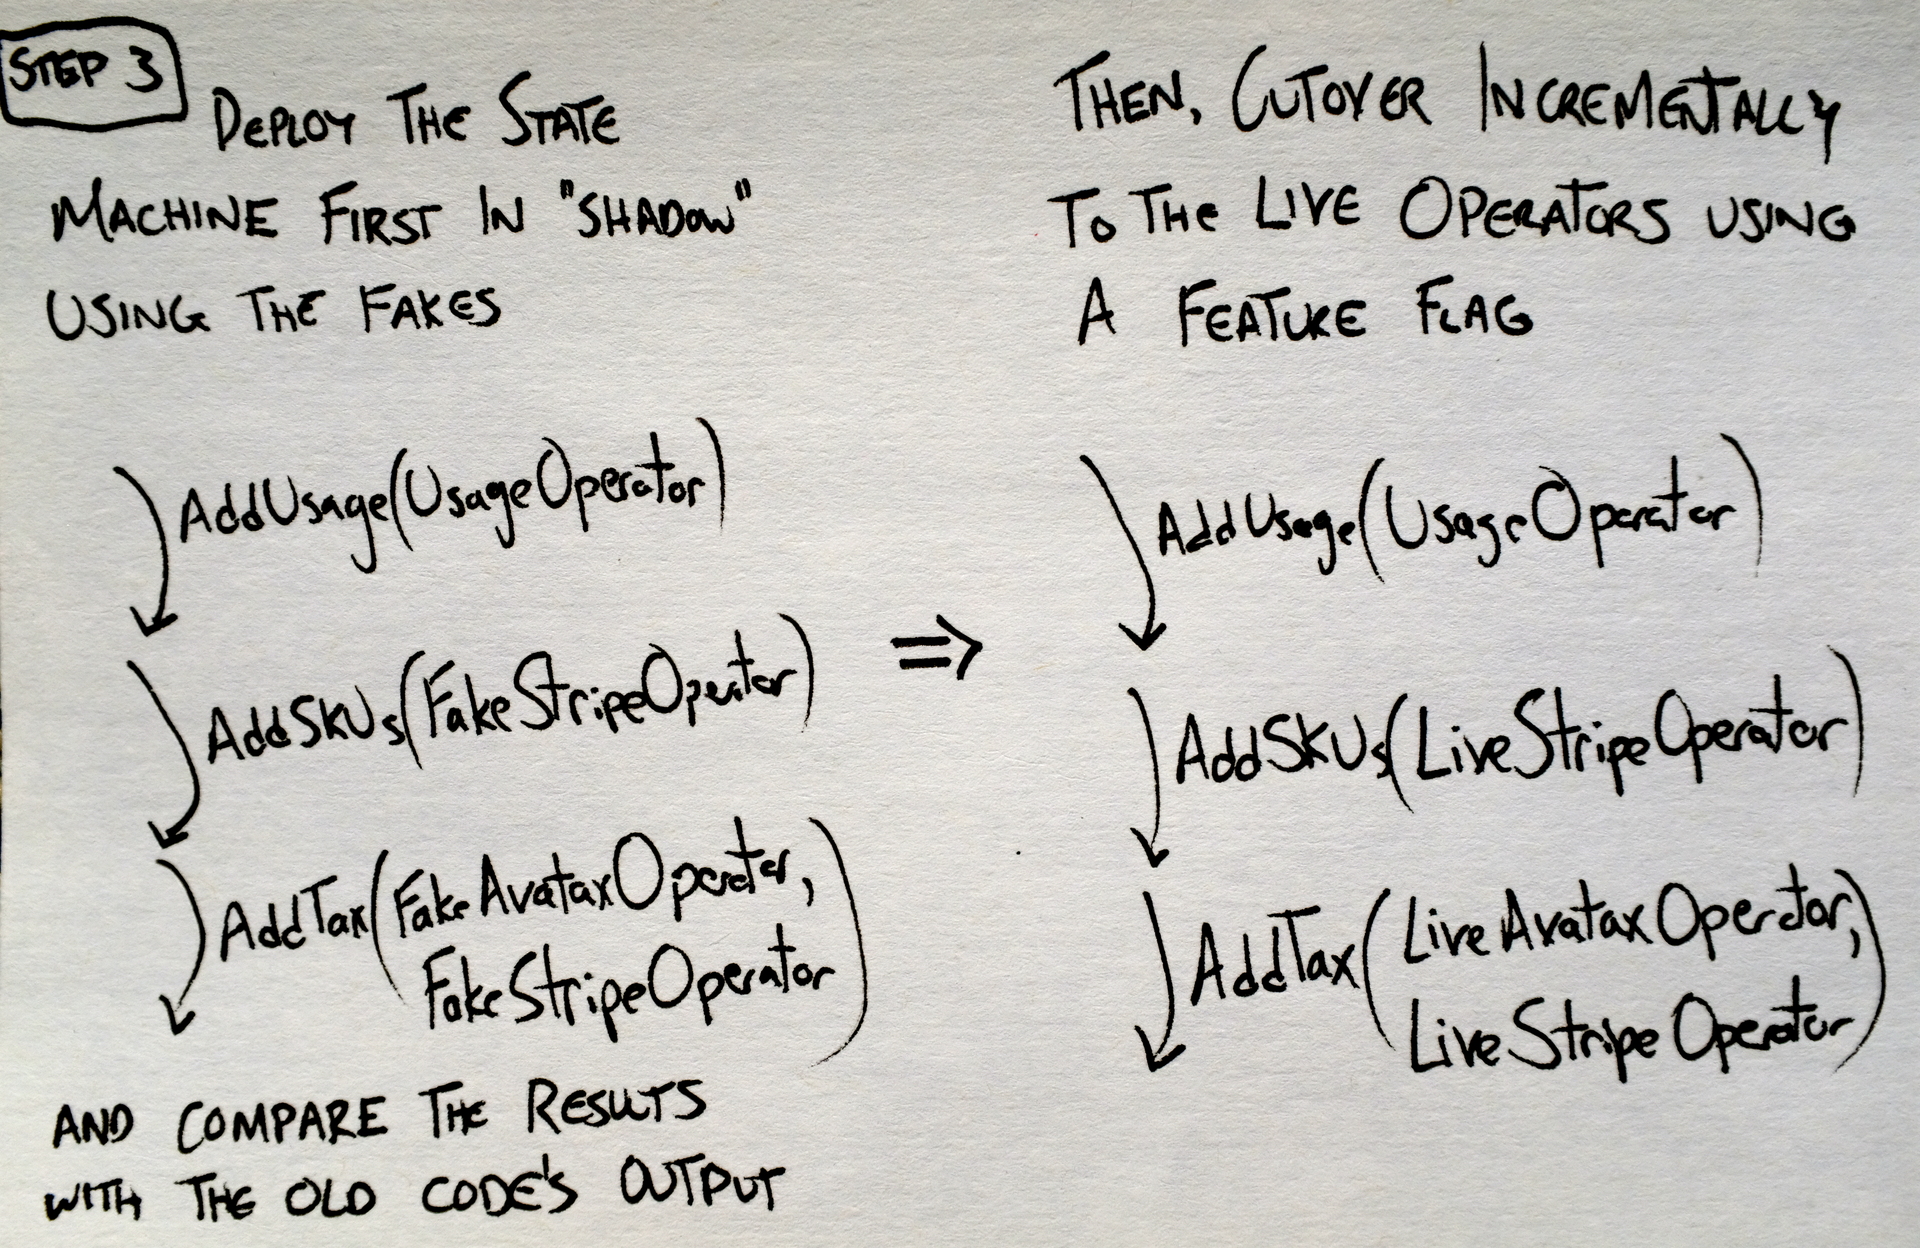 STEP 3
DEPLOY THE STATE
MACHINE FIRST IN "SHADOW"
USING THE FAKES
AddUsage(UsageOperator)
AddSKUs(FakeStripeOperator)
AddTax(FakeAvataxOperator,
FakeStripeOperator)
AND COMPARE THE RESULTS
WITH THE OLD CODE'S OUTPUT
⇒
THEN, CUTOVER INCREMENTALLY
TO THE LIVE OPERATORS USING
A FEATURE FLAG
AddUsage(UsageOperator)
AddSKUs(LiveStripeOperator)
AddTax(LiveAvataxOperator,
LiveStripeOperator)